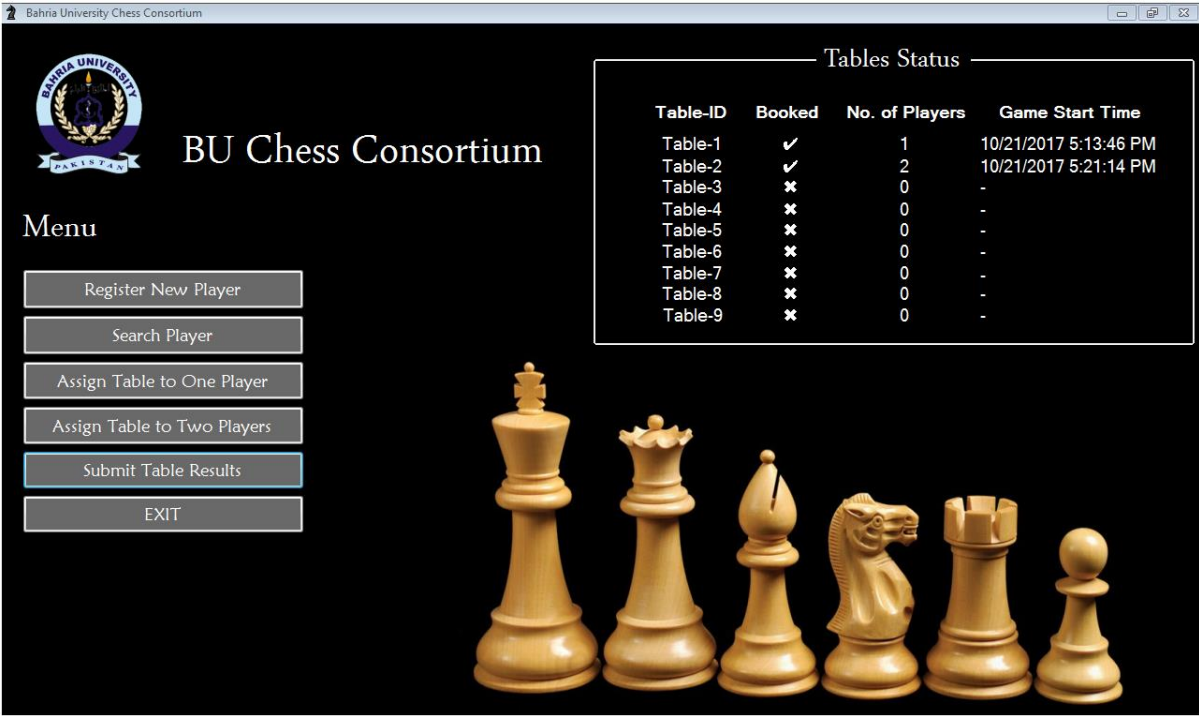 Bahria University Chess Consortium
BAHRIA UNIVERSITY
PAKISTAN
BU Chess Consortium
Menu
Register New Player
Search Player
Assign Table to One Player
Assign Table to Two Players
Submit Table Results
EXIT
Tables Status
Table-ID Booked No. of Players Game Start Time
Table-1 ✔ 1 10/21/2017 5:13:46 PM
Table-2 ✔ 2 10/21/2017 5:21:14 PM
Table-3 ✖ 0 -
Table-4 ✖ 0 -
Table-5 ✖ 0 -
Table-6 ✖ 0 -
Table-7 ✖ 0 -
Table-8 ✖ 0 -
Table-9 ✖ 0 -